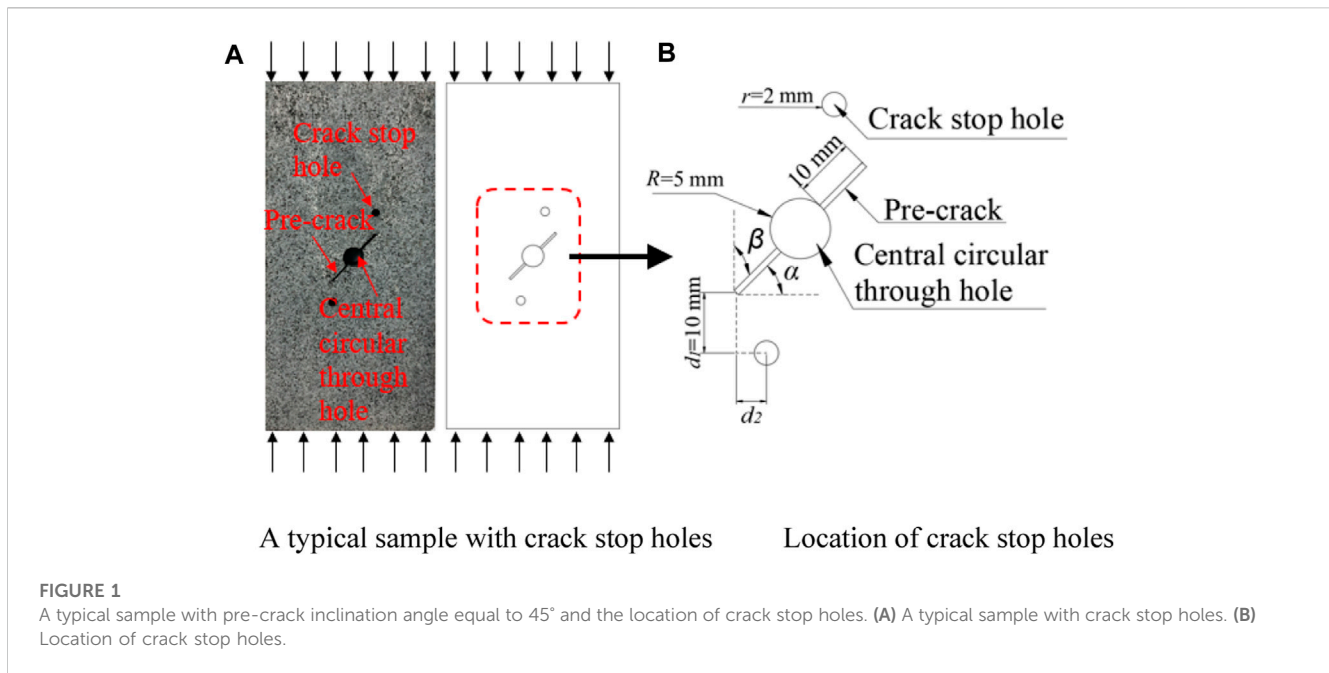 A
Crack stop
hole
Pre-crack
Central
circular
through
hole
B
r=2 mm
Crack stop hole
10 mm
R=5 mm
Pre-crack
β
α
Central circular
through hole
d1=10 mm
d2
A typical sample with crack stop holes
Location of crack stop holes
FIGURE 1
A typical sample with pre-crack inclination angle equal to 45° and the location of crack stop holes. (A) A typical sample with crack stop holes. (B)
Location of crack stop holes.